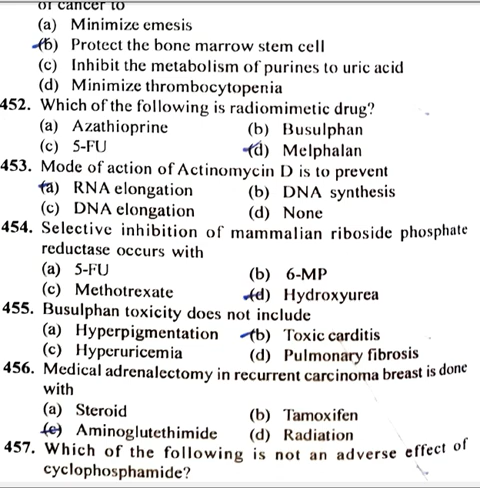 of cancer to
(a) Minimize emesis
(b) Protect the bone marrow stem cell
(c) Inhibit the metabolism of purines to uric acid
(d) Minimize thrombocytopenia
452. Which of the following is radiomimetic drug?
(a) Azathioprine (b) Busulphan
(c) 5-FU (d) Melphalan
453. Mode of action of Actinomycin D is to prevent
(a) RNA elongation (b) DNA synthesis
(c) DNA elongation (d) None
454. Selective inhibition of mammalian riboside phosphate
reductase occurs with
(a) 5-FU (b) 6-MP
(c) Methotrexate (d) Hydroxyurea
455. Busulphan toxicity does not include
(a) Hyperpigmentation (b) Toxic carditis
(c) Hyperuricemia (d) Pulmonary fibrosis
456. Medical adrenalectomy in recurrent carcinoma breast is done
with
(a) Steroid (b) Tamoxifen
(c) Aminoglutethimide (d) Radiation
457. Which of the following is not an adverse effect of
cyclophosphamide?